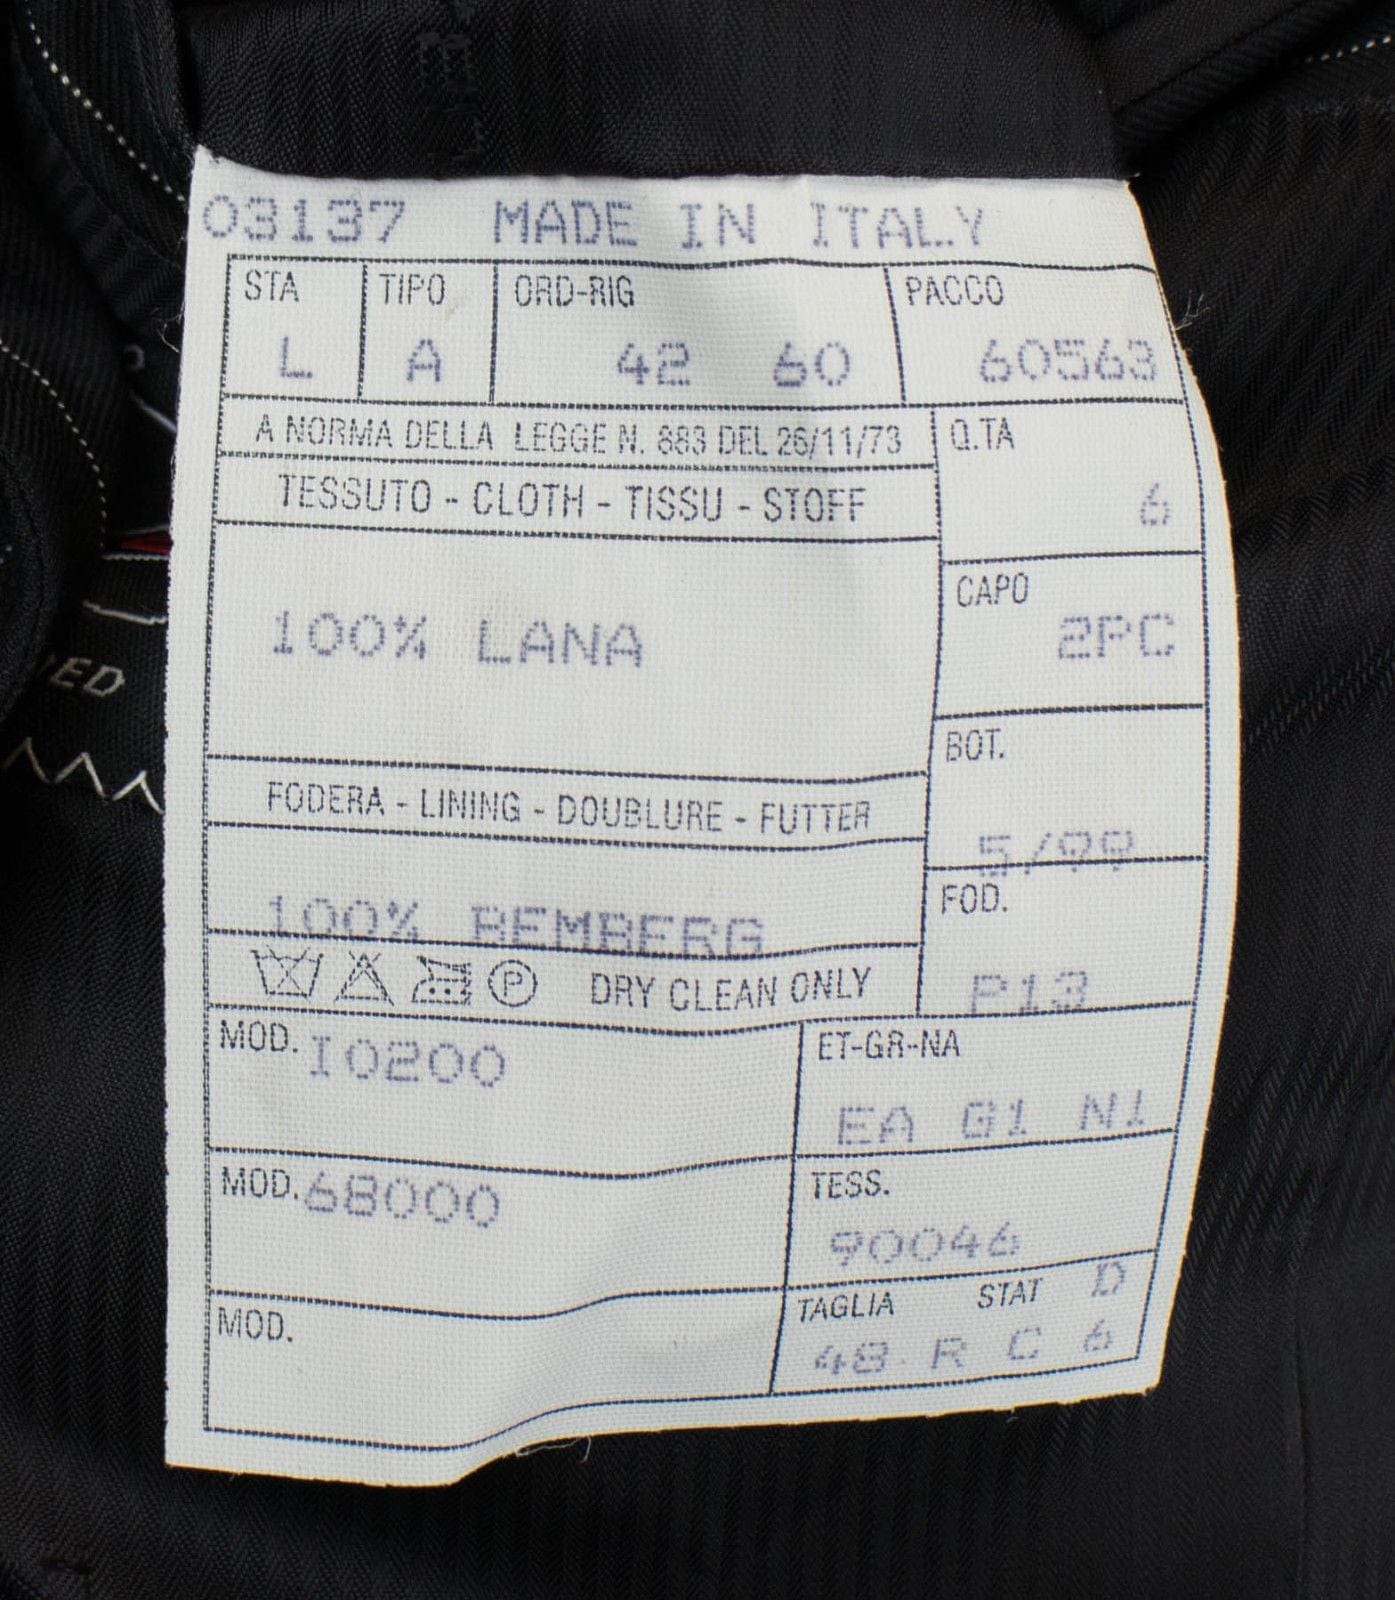 03137 MADE IN ITALY
STA TIPO ORD-RIG PACCO
L A 42 60 60563
A NORMA DELLA LEGGE N. 883 DEL 26/11/73
Q.TA
6
TESSUTO - CLOTH - TISSU - STOFF
CAPO
2PC
100% LANA
BOT.
5/99
FODERA - LINING - DOUBLURE - FUTTER
FOD.
P13
100% BEMBERG
P DRY CLEAN ONLY
MOD. I0200
ET-GR-NA
EA G1 N1
MOD. 68000
TESS.
90046
MOD.
TAGLIA STAT D
48 R C 6
IED